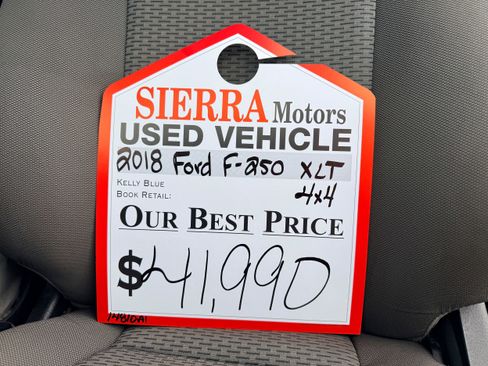 SIERRA Motors
USED VEHICLE
2018 Ford F-250 XLT
KELLY BLUE
BOOK RETAIL: 4x4
OUR BEST PRICE
$41,990